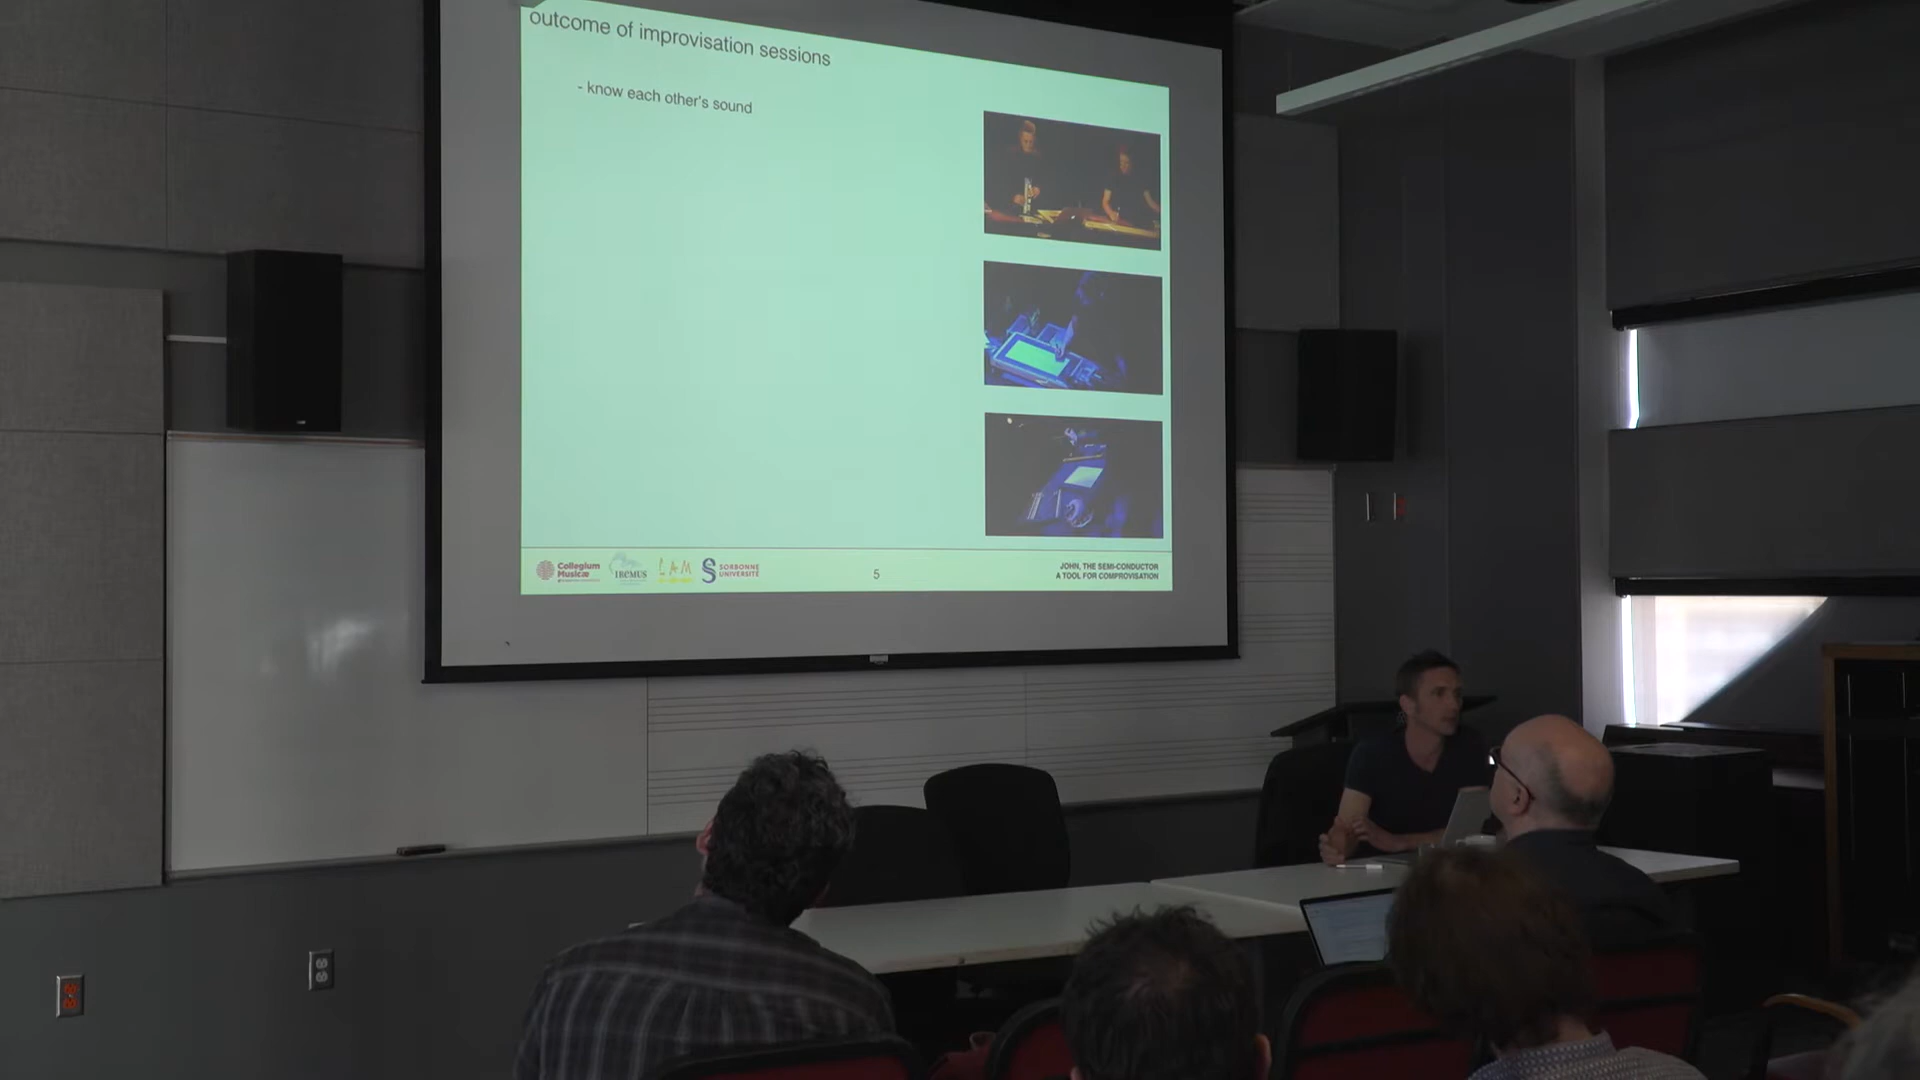 outcome of improvisation sessions
- know each other's sound
Collegium
Musicæ
IReMUS
LAM
SORBONNE
UNIVERSITÉ
5
JOHN, THE SEMI-CONDUCTOR
A TOOL FOR COMPROVISATION